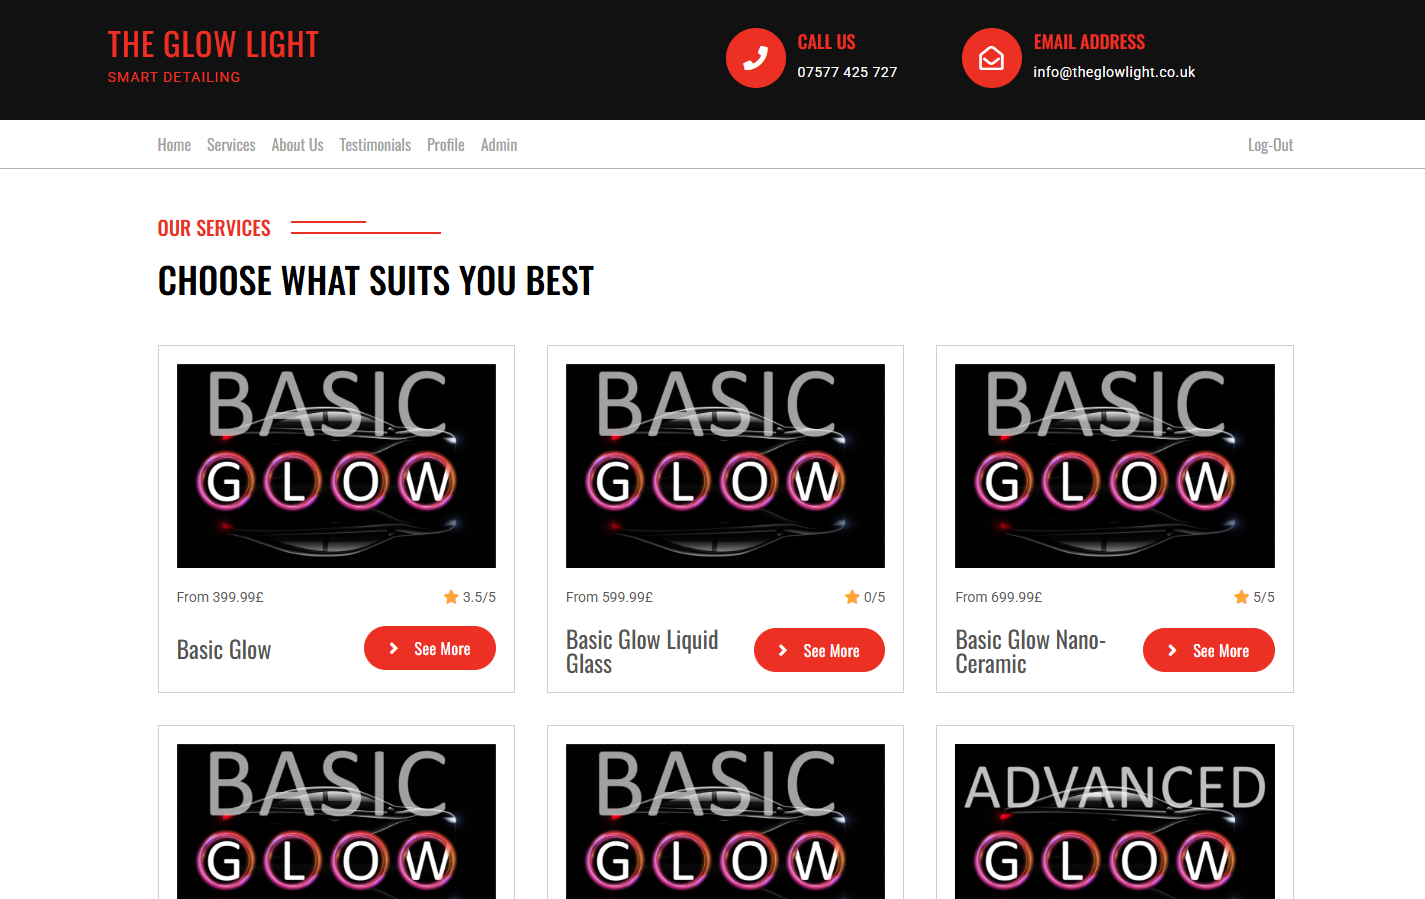 THE GLOW LIGHT
SMART DETAILING
CALL US
07577 425 727
EMAIL ADDRESS
info@theglowlight.co.uk
Home Services About Us Testimonials Profile Admin Log-Out
OUR SERVICES
CHOOSE WHAT SUITS YOU BEST
BASIC
GLOW
From 399.99£ 3.5/5
Basic Glow
See More
BASIC
GLOW
From 599.99£ 0/5
Basic Glow Liquid
Glass
See More
BASIC
GLOW
From 699.99£ 5/5
Basic Glow Nano-
Ceramic
See More
BASIC
GLOW
BASIC
GLOW
ADVANCED
GLOW